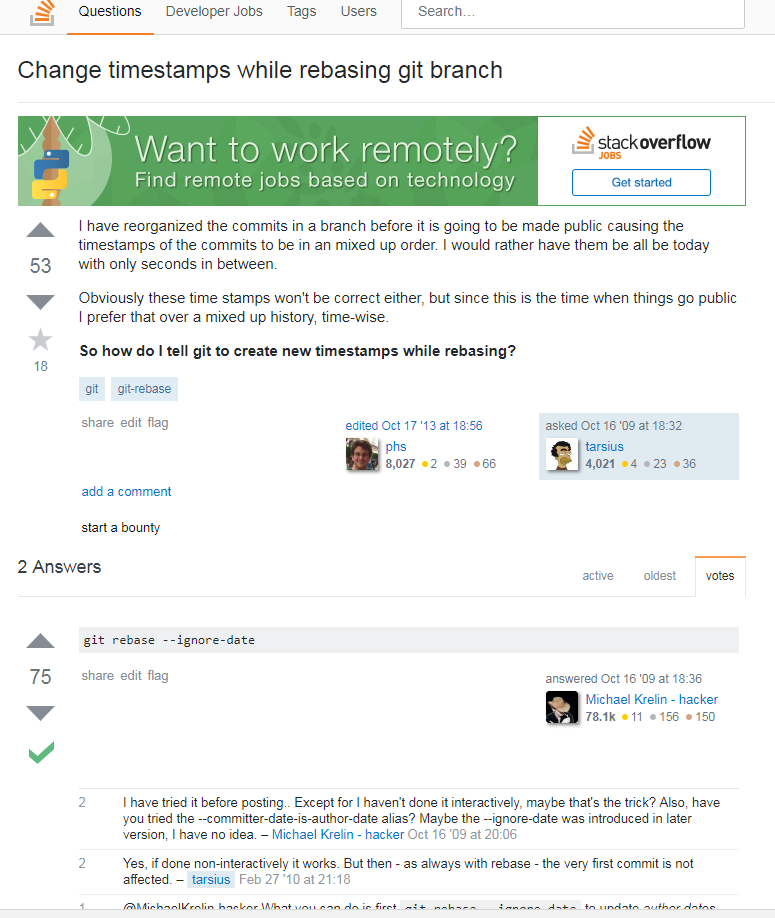 Questions Developer Jobs Tags Users Search...
Change timestamps while rebasing git branch
Want to work remotely?
Find remote jobs based on technology
stackoverflow
JOBS
Get started
I have reorganized the commits in a branch before it is going to be made public causing the
timestamps of the commits to be in an mixed up order. I would rather have them be all be today
53
with only seconds in between.
Obviously these time stamps won't be correct either, but since this is the time when things go public
I prefer that over a mixed up history, time-wise.
18
So how do I tell git to create new timestamps while rebasing?
git git-rebase
share edit flag
edited Oct 17 '13 at 18:56
phs
8,027 2 39 66
asked Oct 16 '09 at 18:32
tarsius
4,021 4 23 36
add a comment
start a bounty
2 Answers
active oldest votes
git rebase --ignore-date
75
share edit flag
answered Oct 16 '09 at 18:36
Michael Krelin - hacker
78.1k 11 156 150
2 I have tried it before posting.. Except for I haven't done it interactively, maybe that's the trick? Also, have
you tried the --committer-date-is-author-date alias? Maybe the --ignore-date was introduced in later
version, I have no idea. – Michael Krelin - hacker Oct 16 '09 at 20:06
2 Yes, if done non-interactively it works. But then - as always with rebase - the very first commit is not
affected. – tarsius Feb 27 '10 at 21:18
1 @MichaelKrelin-hacker What you can do is first git rebase --ignore-date to update author dates